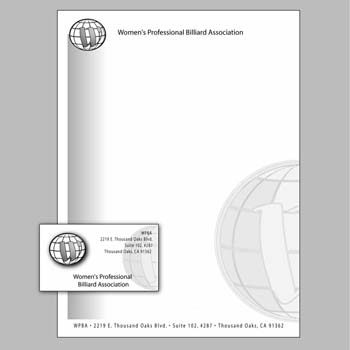 Women's Professional Billiard Association
WPBA
2219 E. Thousand Oaks Blvd.
Suite 102, 4287
Thousand Oaks, CA 91362
Women's Professional
Billiard Association
WPBA • 2219 E. Thousand Oaks Blvd. • Suite 102, 4287 • Thousand Oaks, CA 91362